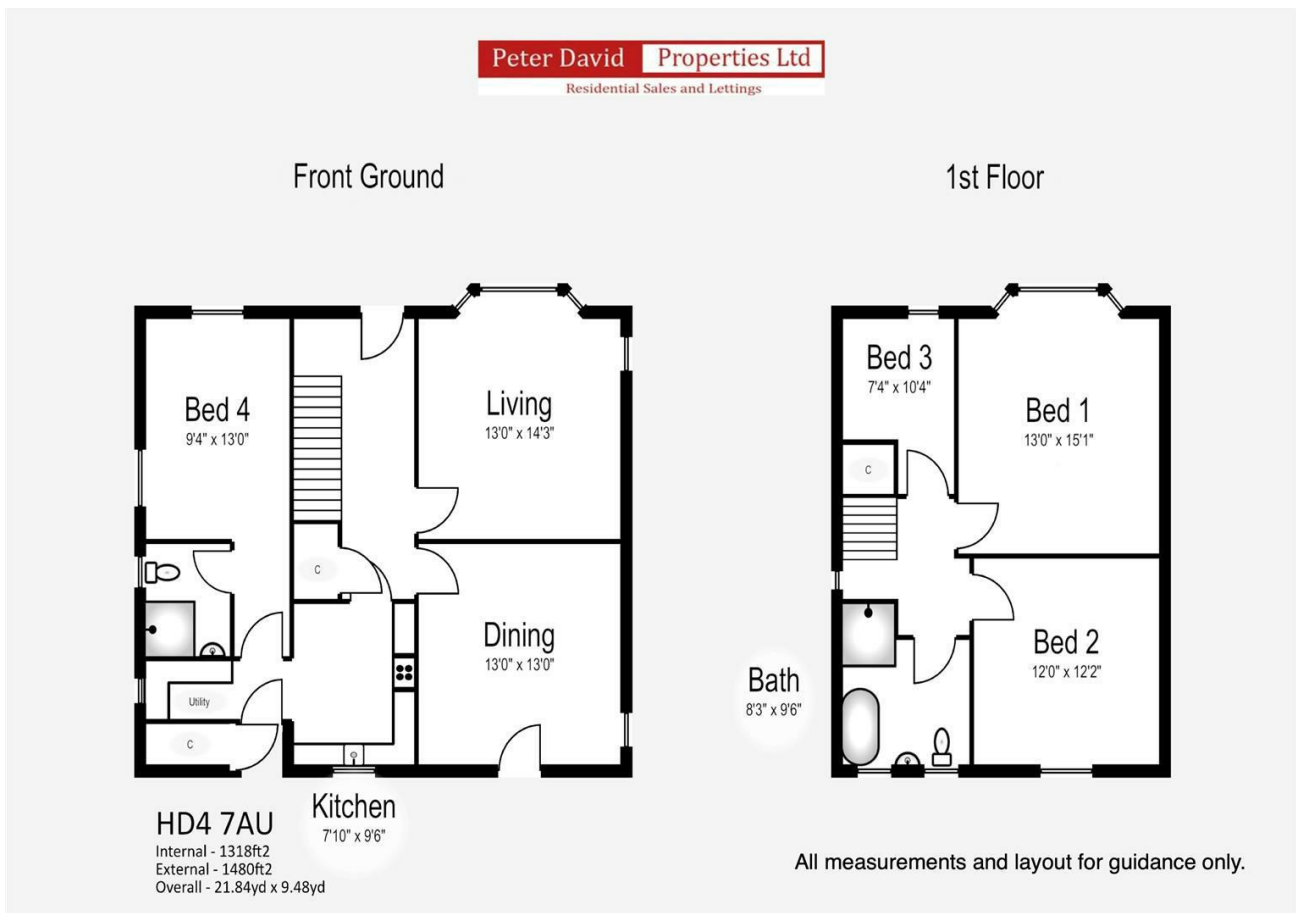 Peter David Properties Ltd
Residential Sales and Lettings
Front Ground
1st Floor
Bed 4
9'4" x 13'0"
Living
13'0" x 14'3"
C
Dining
13'0" x 13'0"
Utility
C
Kitchen
7'10" x 9'6"
Bed 3
7'4" x 10'4"
Bed 1
13'0" x 15'1"
C
Bed 2
12'0" x 12'2"
Bath
8'3" x 9'6"
HD4 7AU
Internal - 1318ft2
External - 1480ft2
Overall - 21.84yd x 9.48yd
All measurements and layout for guidance only.